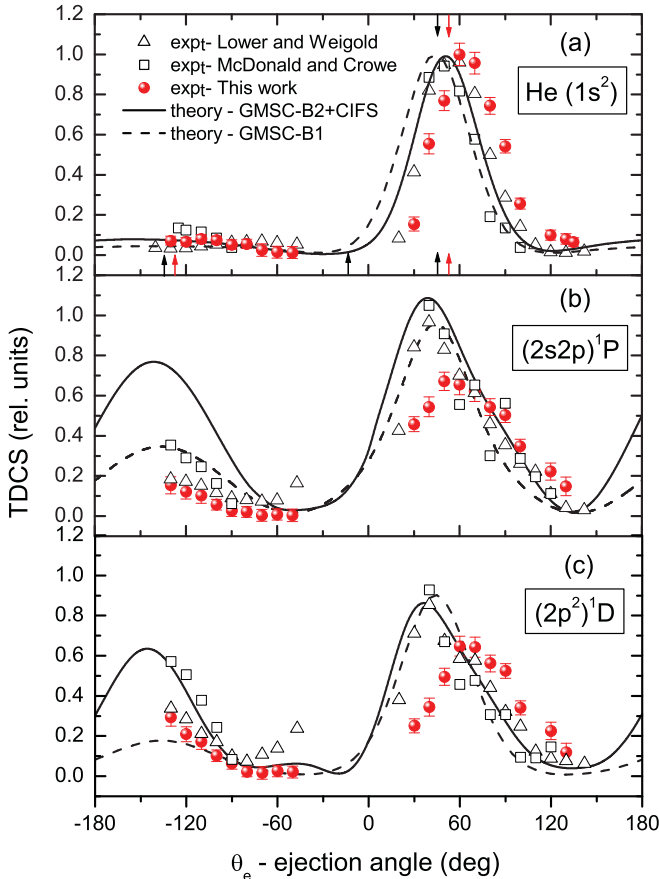 1.2
1.0
0.8
0.6
0.4
0.2
0.0
(a)
He (1s²)
expt- Lower and Weigold
expt- McDonald and Crowe
expt- This work
theory - GMSC-B2+CIFS
theory - GMSC-B1
1.2
1.0
0.8
0.6
0.4
0.2
0.0
(b)
(2s2p)¹P
TDCS (rel. units)
1.2
1.0
0.8
0.6
0.4
0.2
0.0
(c)
(2p²)¹D
-180 -120 -60 0 60 120 180
θₑ - ejection angle (deg)